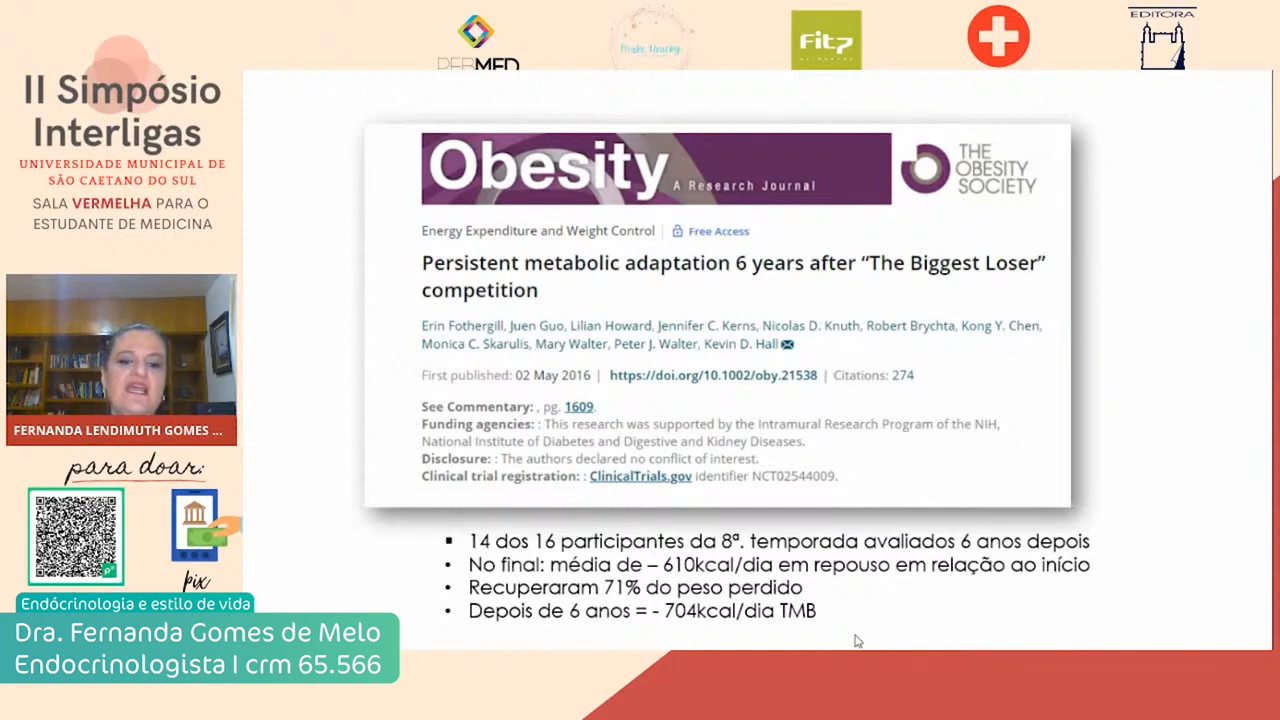 EDITORA
Fit7
PEBMED
II Simpósio
Interligas
UNIVERSIDADE MUNICIPAL DE
SÃO CAETANO DO SUL
SALA VERMELHA PARA O
ESTUDANTE DE MEDICINA
FERNANDA LENDIMUTH GOMES ...
para doar:
pix
Endócrinologia e estilo de vida
Dra. Fernanda Gomes de Melo
Endocrinologista I crm 65.566
Obesity
A Research Journal
THE
OBESITY
SOCIETY
Energy Expenditure and Weight Control
Free Access
Persistent metabolic adaptation 6 years after “The Biggest Loser”
competition
Erin Fothergill, Juen Guo, Lilian Howard, Jennifer C. Kerns, Nicolas D. Knuth, Robert Brychta, Kong Y. Chen,
Monica C. Skarulis, Mary Walter, Peter J. Walter, Kevin D. Hall
First published: 02 May 2016 | https://doi.org/10.1002/oby.21538 | Citations: 274
See Commentary: , pg. 1609.
Funding agencies: : This research was supported by the Intramural Research Program of the NIH,
National Institute of Diabetes and Digestive and Kidney Diseases.
Disclosure: : The authors declared no conflict of interest.
Clinical trial registration: : ClinicalTrials.gov identifier NCT02544009.
▪ 14 dos 16 participantes da 8ª. temporada avaliados 6 anos depois
• No final: média de – 610kcal/dia em repouso em relação ao início
• Recuperaram 71% do peso perdido
• Depois de 6 anos = - 704kcal/dia TMB